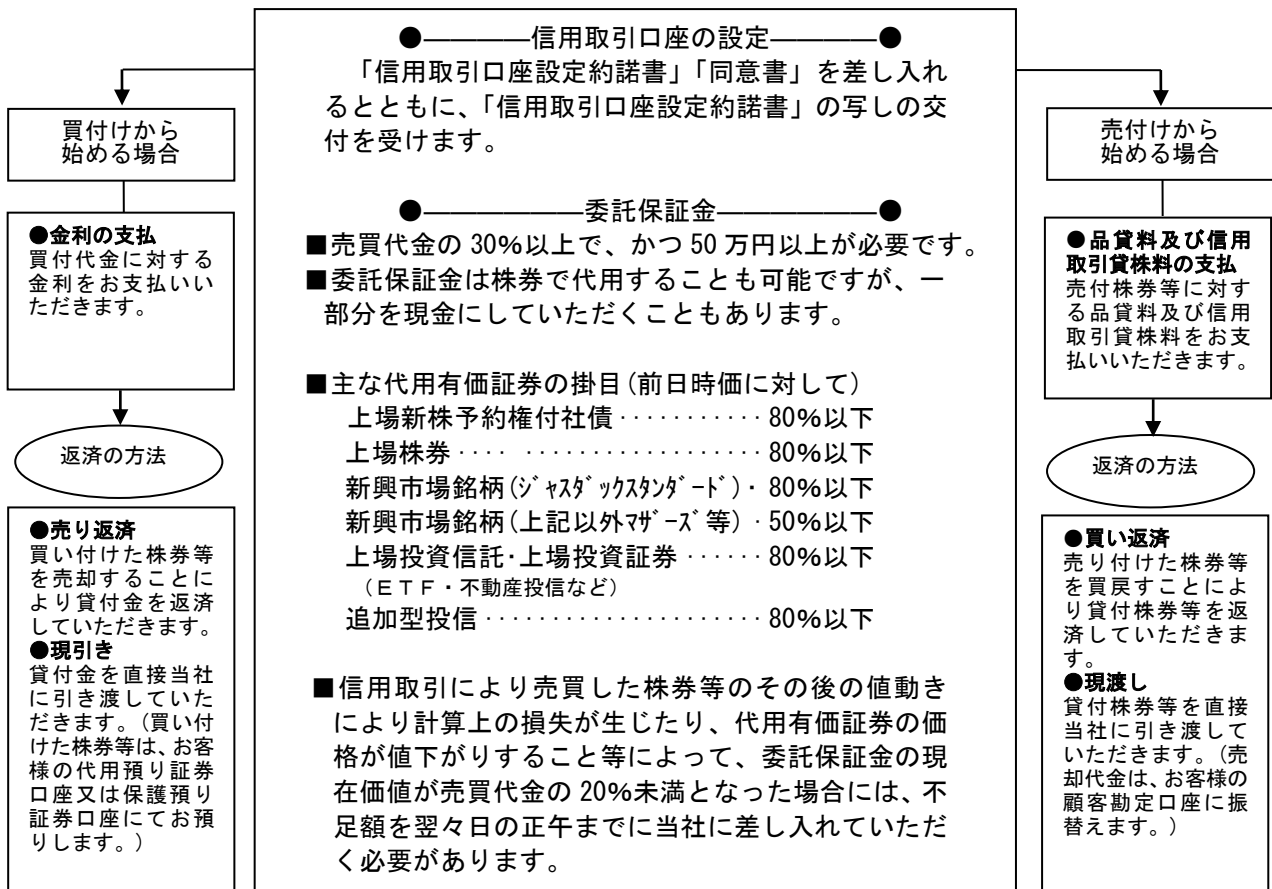 ●―――――信用取引口座の設定―――――●
「信用取引口座設定約諾書」「同意書」を差し入れ
るとともに、「信用取引口座設定約諾書」の写しの交
付を受けます。
●―――――――委託保証金―――――――●
■売買代金の 30%以上で、かつ 50 万円以上が必要です。
■委託保証金は株券で代用することも可能ですが、一
部分を現金にしていただくこともあります。
■主な代用有価証券の掛目(前日時価に対して)
上場新株予約権付社債··········· 80%以下
上場株券···· ·················· 80%以下
新興市場銘柄(ｼﾞｬｽﾀﾞｯｸｽﾀﾝﾀﾞｰﾄﾞ)· 80%以下
新興市場銘柄(上記以外ﾏｻﾞｰｽﾞ等)· 50%以下
上場投資信託·上場投資証券······ 80%以下
（ＥＴＦ・不動産投信など）
追加型投信····················· 80%以下
■信用取引により売買した株券等のその後の値動き
により計算上の損失が生じたり、代用有価証券の価
格が値下がりすること等によって、委託保証金の現
在価値が売買代金の 20%未満となった場合には、不
足額を翌々日の正午までに当社に差し入れていただ
く必要があります。
買付けから
始める場合
●金利の支払
買付代金に対する
金利をお支払いい
ただきます。
返済の方法
●売り返済
買い付けた株券等
を売却することに
より貸付金を返済
していただきます。
●現引き
貸付金を直接当社
に引き渡していた
だきます。(買い付
けた株券等は、お客
様の代用預り証券
口座又は保護預り
証券口座にてお預
りします。)
売付けから
始める場合
●品貸料及び信用
取引貸株料の支払
売付株券等に対す
る品貸料及び信用
取引貸株料をお支
払いいただきます。
返済の方法
●買い返済
売り付けた株券等
を買戻すことによ
り貸付株券等を返
済していただきま
す。
●現渡し
貸付株券等を直接
当社に引き渡して
いただきます。(売
却代金は、お客様の
顧客勘定口座に振
替えます。)